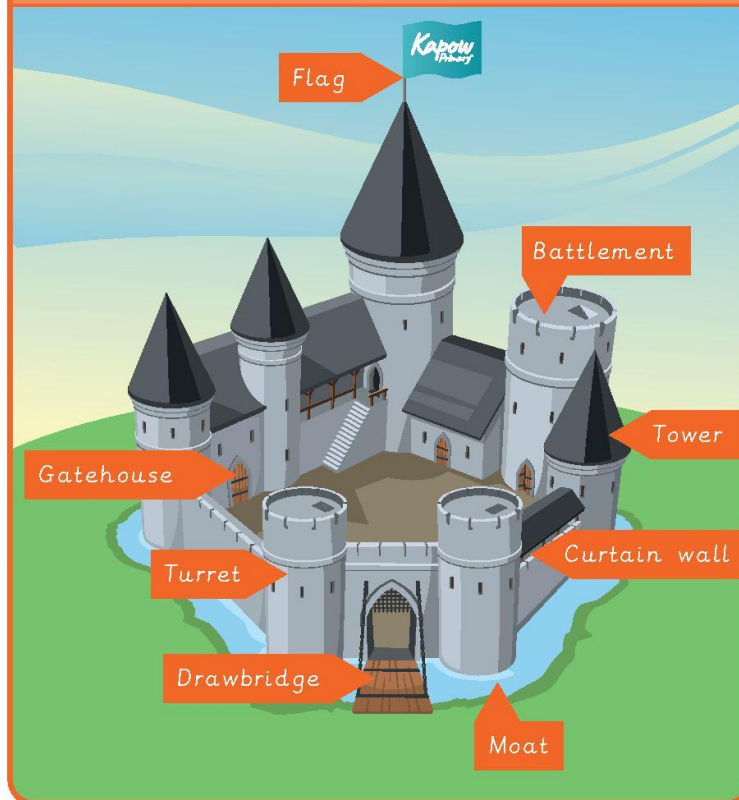 Kapow
Primary
Flag
Battlement
Tower
Gatehouse
Curtain wall
Turret
Drawbridge
Moat